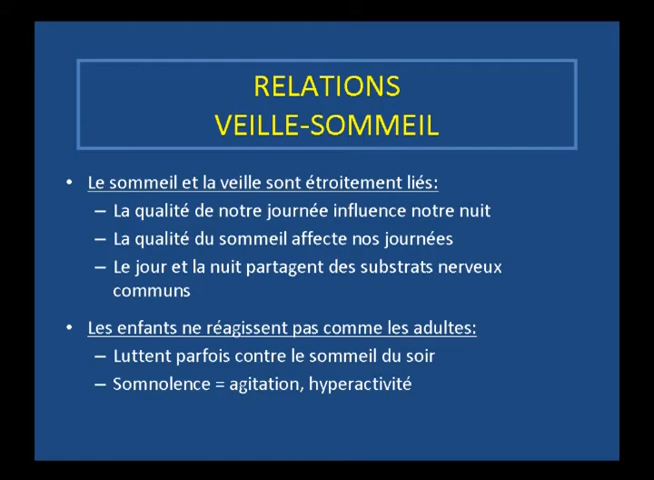 RELATIONS
VEILLE-SOMMEIL
• Le sommeil et la veille sont étroitement liés:
– La qualité de notre journée influence notre nuit
– La qualité du sommeil affecte nos journées
– Le jour et la nuit partagent des substrats nerveux
communs
• Les enfants ne réagissent pas comme les adultes:
– Luttent parfois contre le sommeil du soir
– Somnolence = agitation, hyperactivité